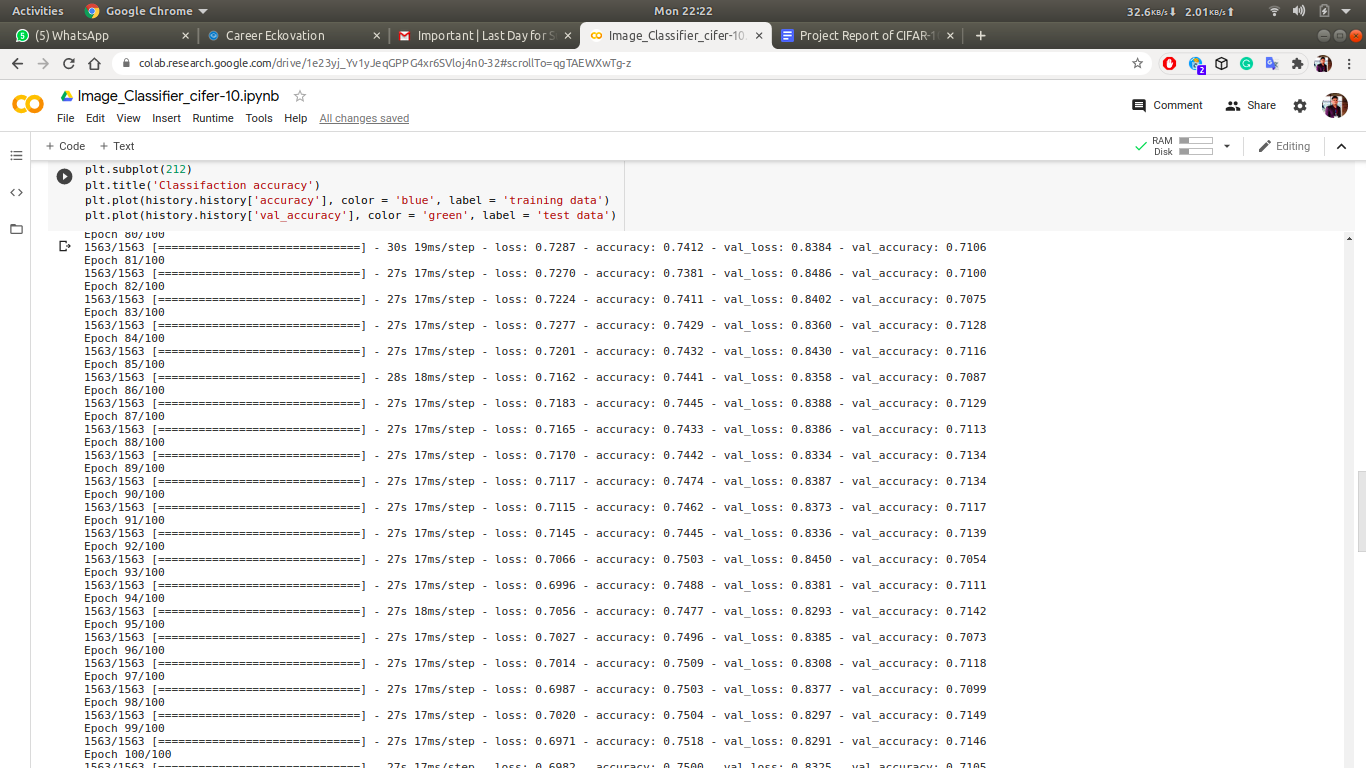 Activities Google Chrome Mon 22:22 32.6KB/s 2.01KB/s
(5) WhatsApp Career Eckovation Important | Last Day for S Image_Classifier_cifer-10. Project Report of CIFAR-1
colab.research.google.com/drive/1e23yj_Yv1yJeqGPPG4xr6SVloj4n0-32#scrollTo=qgTAEWXwTg-z 2
Image_Classifier_cifer-10.ipynb
File Edit View Insert Runtime Tools Help All changes saved
Comment Share
+ Code + Text RAM Disk Editing
plt.subplot(212)
plt.title('Classifaction accuracy')
plt.plot(history.history['accuracy'], color = 'blue', label = 'training data')
plt.plot(history.history['val_accuracy'], color = 'green', label = 'test data')
Epoch 80/100
1563/1563 [==============================] - 30s 19ms/step - loss: 0.7287 - accuracy: 0.7412 - val_loss: 0.8384 - val_accuracy: 0.7106
Epoch 81/100
1563/1563 [==============================] - 27s 17ms/step - loss: 0.7270 - accuracy: 0.7381 - val_loss: 0.8486 - val_accuracy: 0.7100
Epoch 82/100
1563/1563 [==============================] - 27s 17ms/step - loss: 0.7224 - accuracy: 0.7411 - val_loss: 0.8402 - val_accuracy: 0.7075
Epoch 83/100
1563/1563 [==============================] - 27s 17ms/step - loss: 0.7277 - accuracy: 0.7429 - val_loss: 0.8360 - val_accuracy: 0.7128
Epoch 84/100
1563/1563 [==============================] - 27s 17ms/step - loss: 0.7201 - accuracy: 0.7432 - val_loss: 0.8430 - val_accuracy: 0.7116
Epoch 85/100
1563/1563 [==============================] - 28s 18ms/step - loss: 0.7162 - accuracy: 0.7441 - val_loss: 0.8358 - val_accuracy: 0.7087
Epoch 86/100
1563/1563 [==============================] - 27s 17ms/step - loss: 0.7183 - accuracy: 0.7445 - val_loss: 0.8388 - val_accuracy: 0.7129
Epoch 87/100
1563/1563 [==============================] - 27s 17ms/step - loss: 0.7165 - accuracy: 0.7433 - val_loss: 0.8386 - val_accuracy: 0.7113
Epoch 88/100
1563/1563 [==============================] - 27s 17ms/step - loss: 0.7170 - accuracy: 0.7442 - val_loss: 0.8334 - val_accuracy: 0.7134
Epoch 89/100
1563/1563 [==============================] - 27s 17ms/step - loss: 0.7117 - accuracy: 0.7474 - val_loss: 0.8387 - val_accuracy: 0.7134
Epoch 90/100
1563/1563 [==============================] - 27s 17ms/step - loss: 0.7115 - accuracy: 0.7462 - val_loss: 0.8373 - val_accuracy: 0.7117
Epoch 91/100
1563/1563 [==============================] - 27s 17ms/step - loss: 0.7145 - accuracy: 0.7445 - val_loss: 0.8336 - val_accuracy: 0.7139
Epoch 92/100
1563/1563 [==============================] - 27s 17ms/step - loss: 0.7066 - accuracy: 0.7503 - val_loss: 0.8450 - val_accuracy: 0.7054
Epoch 93/100
1563/1563 [==============================] - 27s 17ms/step - loss: 0.6996 - accuracy: 0.7488 - val_loss: 0.8381 - val_accuracy: 0.7111
Epoch 94/100
1563/1563 [==============================] - 27s 18ms/step - loss: 0.7056 - accuracy: 0.7477 - val_loss: 0.8293 - val_accuracy: 0.7142
Epoch 95/100
1563/1563 [==============================] - 27s 17ms/step - loss: 0.7027 - accuracy: 0.7496 - val_loss: 0.8385 - val_accuracy: 0.7073
Epoch 96/100
1563/1563 [==============================] - 27s 17ms/step - loss: 0.7014 - accuracy: 0.7509 - val_loss: 0.8308 - val_accuracy: 0.7118
Epoch 97/100
1563/1563 [==============================] - 27s 17ms/step - loss: 0.6987 - accuracy: 0.7503 - val_loss: 0.8377 - val_accuracy: 0.7099
Epoch 98/100
1563/1563 [==============================] - 27s 17ms/step - loss: 0.7020 - accuracy: 0.7504 - val_loss: 0.8297 - val_accuracy: 0.7149
Epoch 99/100
1563/1563 [==============================] - 27s 17ms/step - loss: 0.6971 - accuracy: 0.7518 - val_loss: 0.8291 - val_accuracy: 0.7146
Epoch 100/100
1563/1563 [==============================] - 27s 17ms/step - loss: 0.6982 - accuracy: 0.7500 - val_loss: 0.8325 - val_accuracy: 0.7105